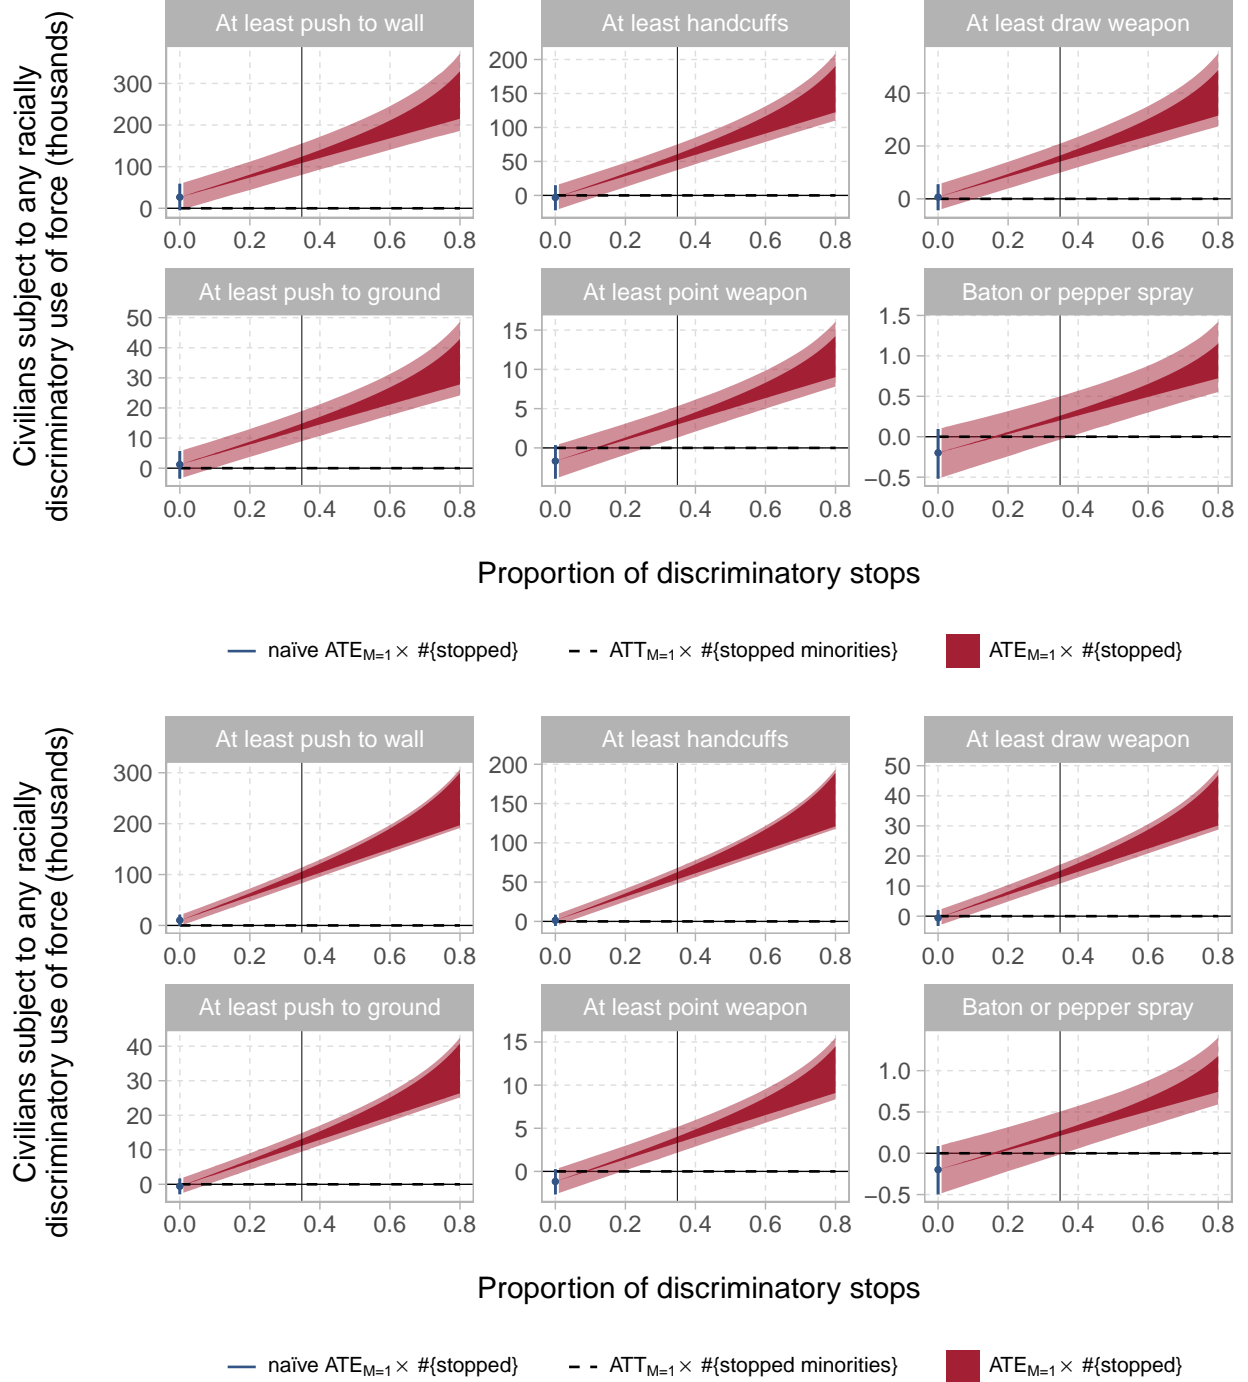 Civilians subject to any racially
discriminatory use of force (thousands)
At least push to wall
At least handcuffs
At least draw weapon
300
200
100
0
0.0 0.2 0.4 0.6 0.8
200
150
100
50
0
0.0 0.2 0.4 0.6 0.8
40
20
0
0.0 0.2 0.4 0.6 0.8
At least push to ground
At least point weapon
Baton or pepper spray
50
40
30
20
10
0
0.0 0.2 0.4 0.6 0.8
15
10
5
0
0.0 0.2 0.4 0.6 0.8
1.5
1.0
0.5
0.0
−0.5
0.0 0.2 0.4 0.6 0.8
Proportion of discriminatory stops
naïve ATE_M=1 × #{stopped}
ATT_M=1 × #{stopped minorities}
ATE_M=1 × #{stopped}
Civilians subject to any racially
discriminatory use of force (thousands)
At least push to wall
At least handcuffs
At least draw weapon
300
200
100
0
0.0 0.2 0.4 0.6 0.8
200
150
100
50
0
0.0 0.2 0.4 0.6 0.8
50
40
30
20
10
0
0.0 0.2 0.4 0.6 0.8
At least push to ground
At least point weapon
Baton or pepper spray
40
30
20
10
0
0.0 0.2 0.4 0.6 0.8
15
10
5
0
0.0 0.2 0.4 0.6 0.8
1.0
0.5
0.0
−0.5
0.0 0.2 0.4 0.6 0.8
Proportion of discriminatory stops
naïve ATE_M=1 × #{stopped}
ATT_M=1 × #{stopped minorities}
ATE_M=1 × #{stopped}